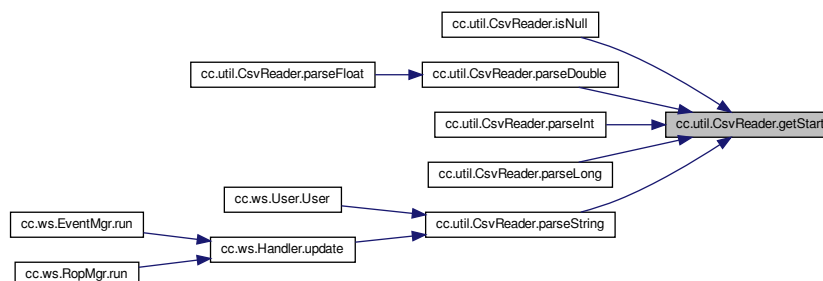 cc.util.CsvReader.isNull
cc.util.CsvReader.parseFloat
cc.util.CsvReader.parseDouble
cc.util.CsvReader.parseInt
cc.util.CsvReader.getStart
cc.util.CsvReader.parseLong
cc.ws.User.User
cc.util.CsvReader.parseString
cc.ws.EventMgr.run
cc.ws.Handler.update
cc.ws.RopMgr.run